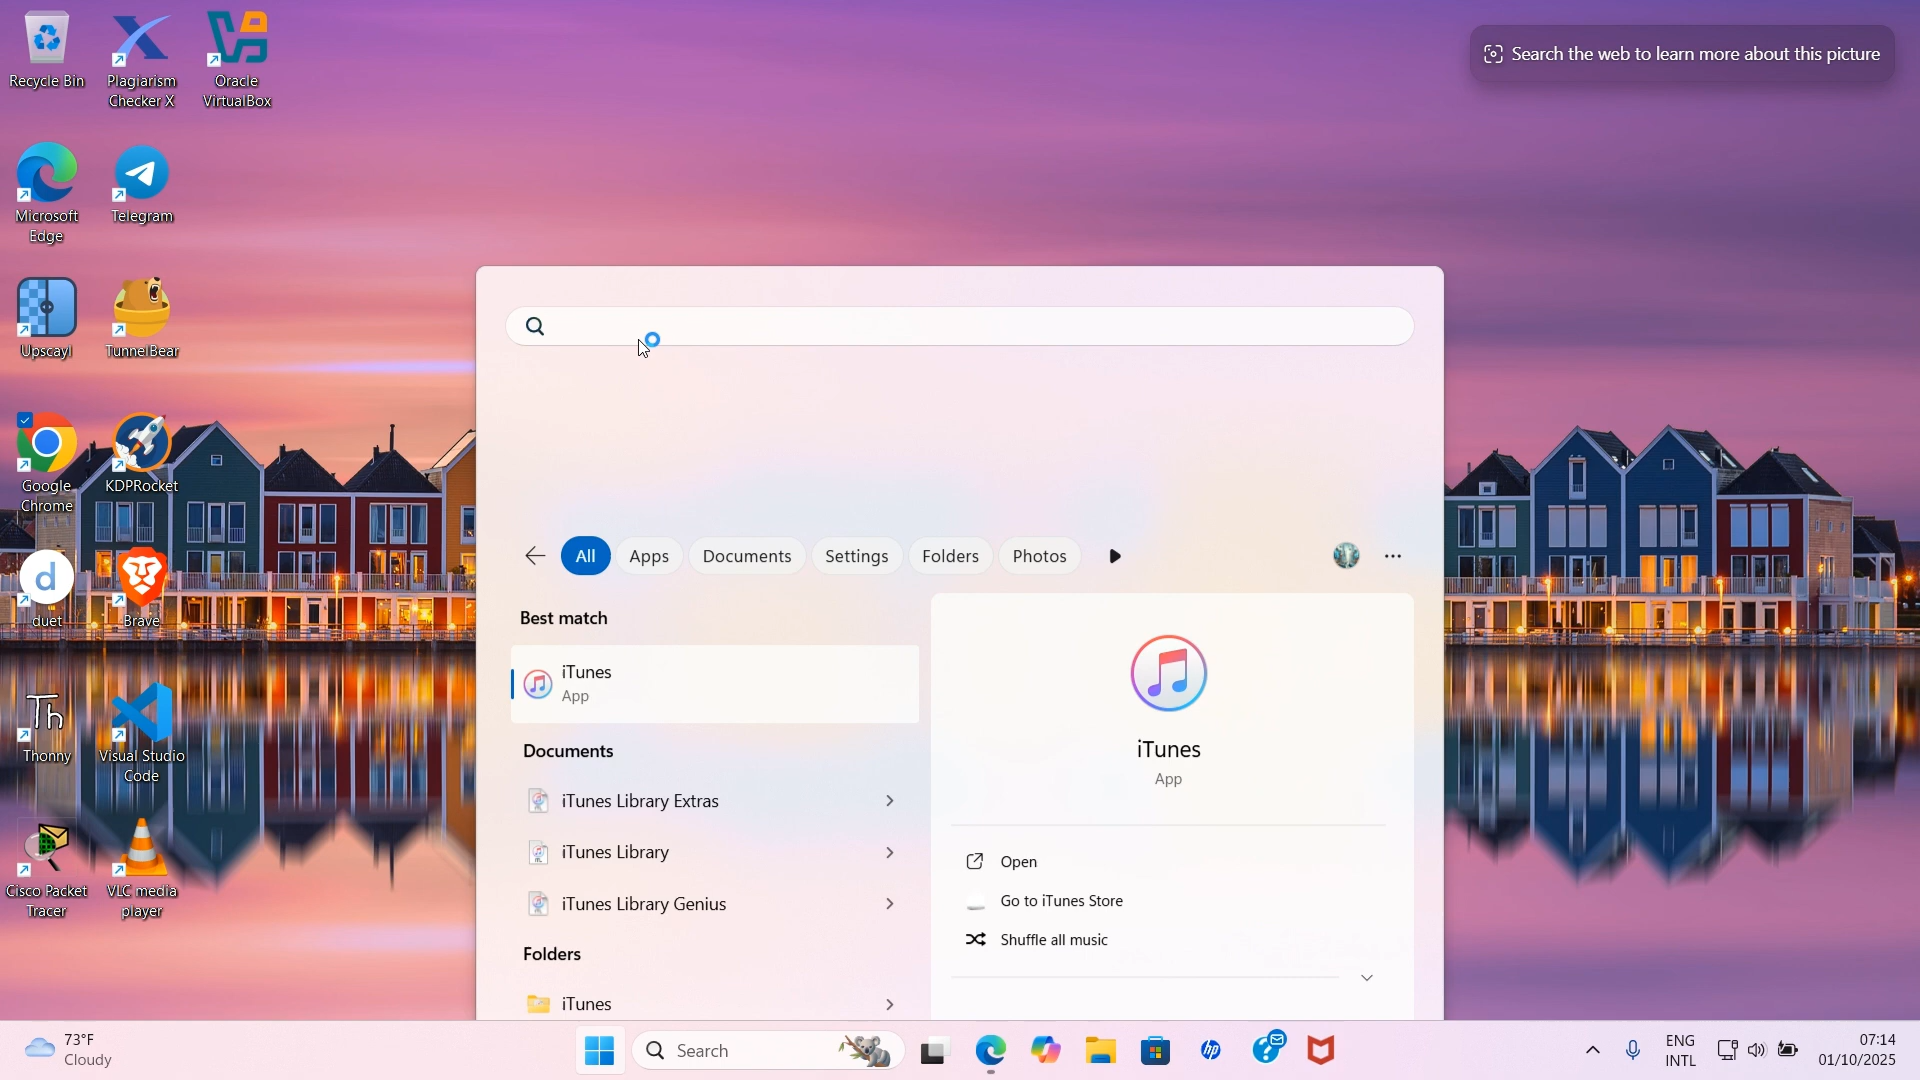 Recycle Bin
Plagiarism
Checker X
Oracle
VirtualBox
Search the web to learn more about this picture
Microsoft
Edge
Telegram
Upscayl
TunnelBear
Google
Chrome
KDPRocket
d
duet
Brave
Th
Thonny
Visual Studio
Code
Cisco Packet
Tracer
VLC media
player
All
Apps
Documents
Settings
Folders
Photos
Best match
iTunes
App
Documents
iTunes Library Extras
iTunes Library
iTunes Library Genius
Folders
iTunes
iTunes
App
Open
Go to iTunes Store
Shuffle all music
73°F
Cloudy
Search
hp
ENG
INTL
07:14
01/10/2025